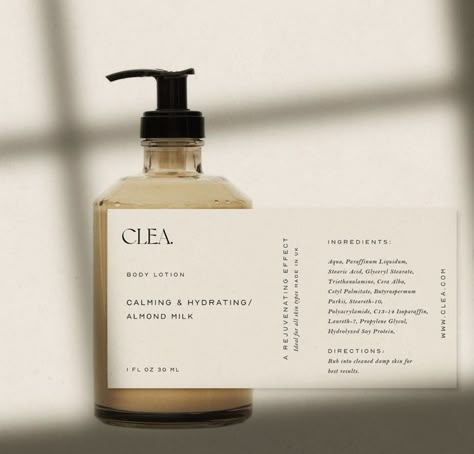 CLEA.
BODY LOTION
CALMING & HYDRATING/
ALMOND MILK
1 FL OZ 30 ML
A REJUVENATING EFFECT
Ideal for all skin types MADE IN UK
INGREDIENTS:
Aqua, Paraffinum Liquidum,
Stearic Acid, Glyceryl Stearate,
Triethanolamine, Cera Alba,
Cetyl Palmitate, Butyrospermum
Parkii, Steareth-10,
Polyacrylamide, C13-14 Isoparaffin,
Laureth-7, Propylene Glycol,
Hydrolyzed Soy Protein,
DIRECTIONS:
Rub into cleaned damp skin for
best results.
WWW.CLEA.COM